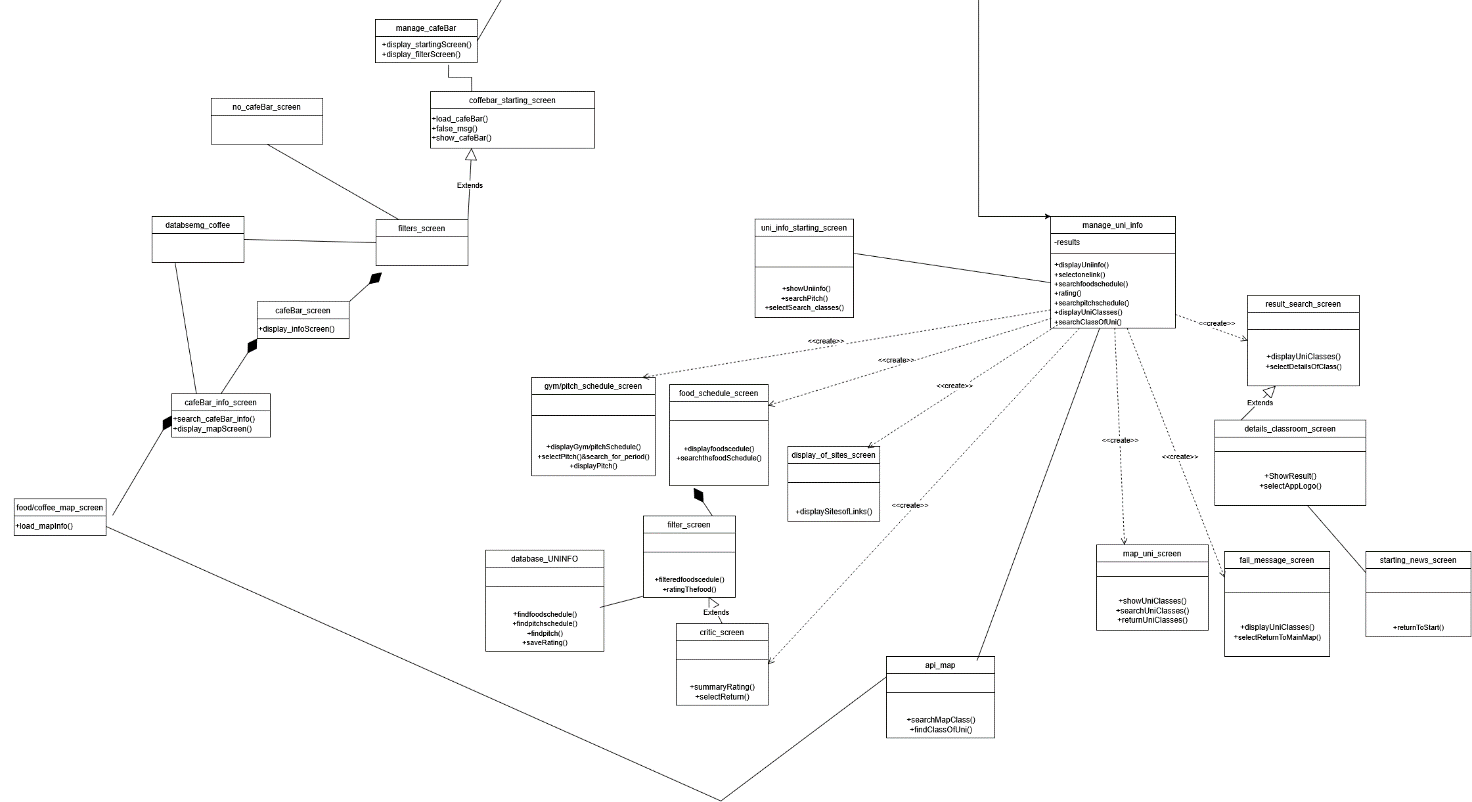 manage_cafeBar
+display_startingScreen()
+display_filterScreen()
coffebar_starting_screen
+load_cafeBar()
+false_msg()
+show_cafeBar()
no_cafeBar_screen
Extends
databsemg_coffee
filters_screen
cafeBar_screen
+display_infoScreen()
cafeBar_info_screen
+search_cafeBar_info()
+display_mapScreen()
food/coffee_map_screen
+load_mapInfo()
uni_info_starting_screen
+showUniinfo()
+searchPitch()
+selectSearch_classes()
manage_uni_info
-results
+displayUniinfo()
+selectonelink()
+searchfoodschedule()
+rating()
+searchpitchschedule()
+displayUniClasses()
+searchClassOfUni()
result_search_screen
+displayUniClasses()
+selectDetailsOfClass()
<<create>>
<<create>>
<<create>>
<<create>>
<<create>>
<<create>>
<<create>>
gym/pitch_schedule_screen
+displayGym/pitchSchedule()
+selectPitch()&search_for_period()
+displayPitch()
food_schedule_screen
+displayfoodscedule()
+searchthefoodSchedule()
display_of_sites_screen
+displaySitesofLinks()
Extends
details_classroom_screen
+ShowResult()
+selectAppLogo()
filter_screen
+filteredfoodscedule()
+ratingThefood()
database_UNINFO
+findfoodschedule()
+findpitchschedule()
+findpitch()
+saveRating()
Extends
critic_screen
+summaryRating()
+selectReturn()
map_uni_screen
+showUniClasses()
+searchUniClasses()
+returnUniClasses()
fail_message_screen
+displayUniClasses()
+selectReturnToMainMap()
starting_news_screen
+returnToStart()
api_map
+searchMapClass()
+findClassOfUni()